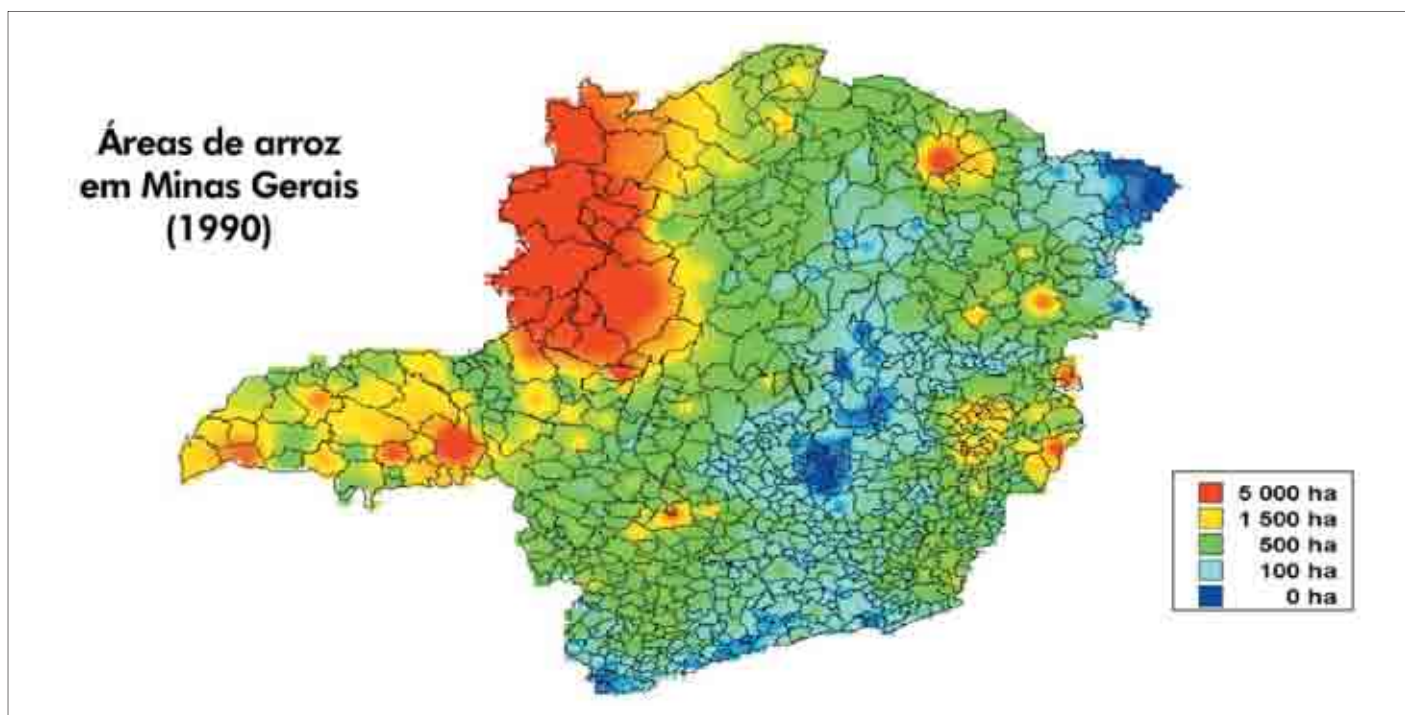 Áreas de arroz
em Minas Gerais
(1990)
5 000 ha
1 500 ha
500 ha
100 ha
0 ha